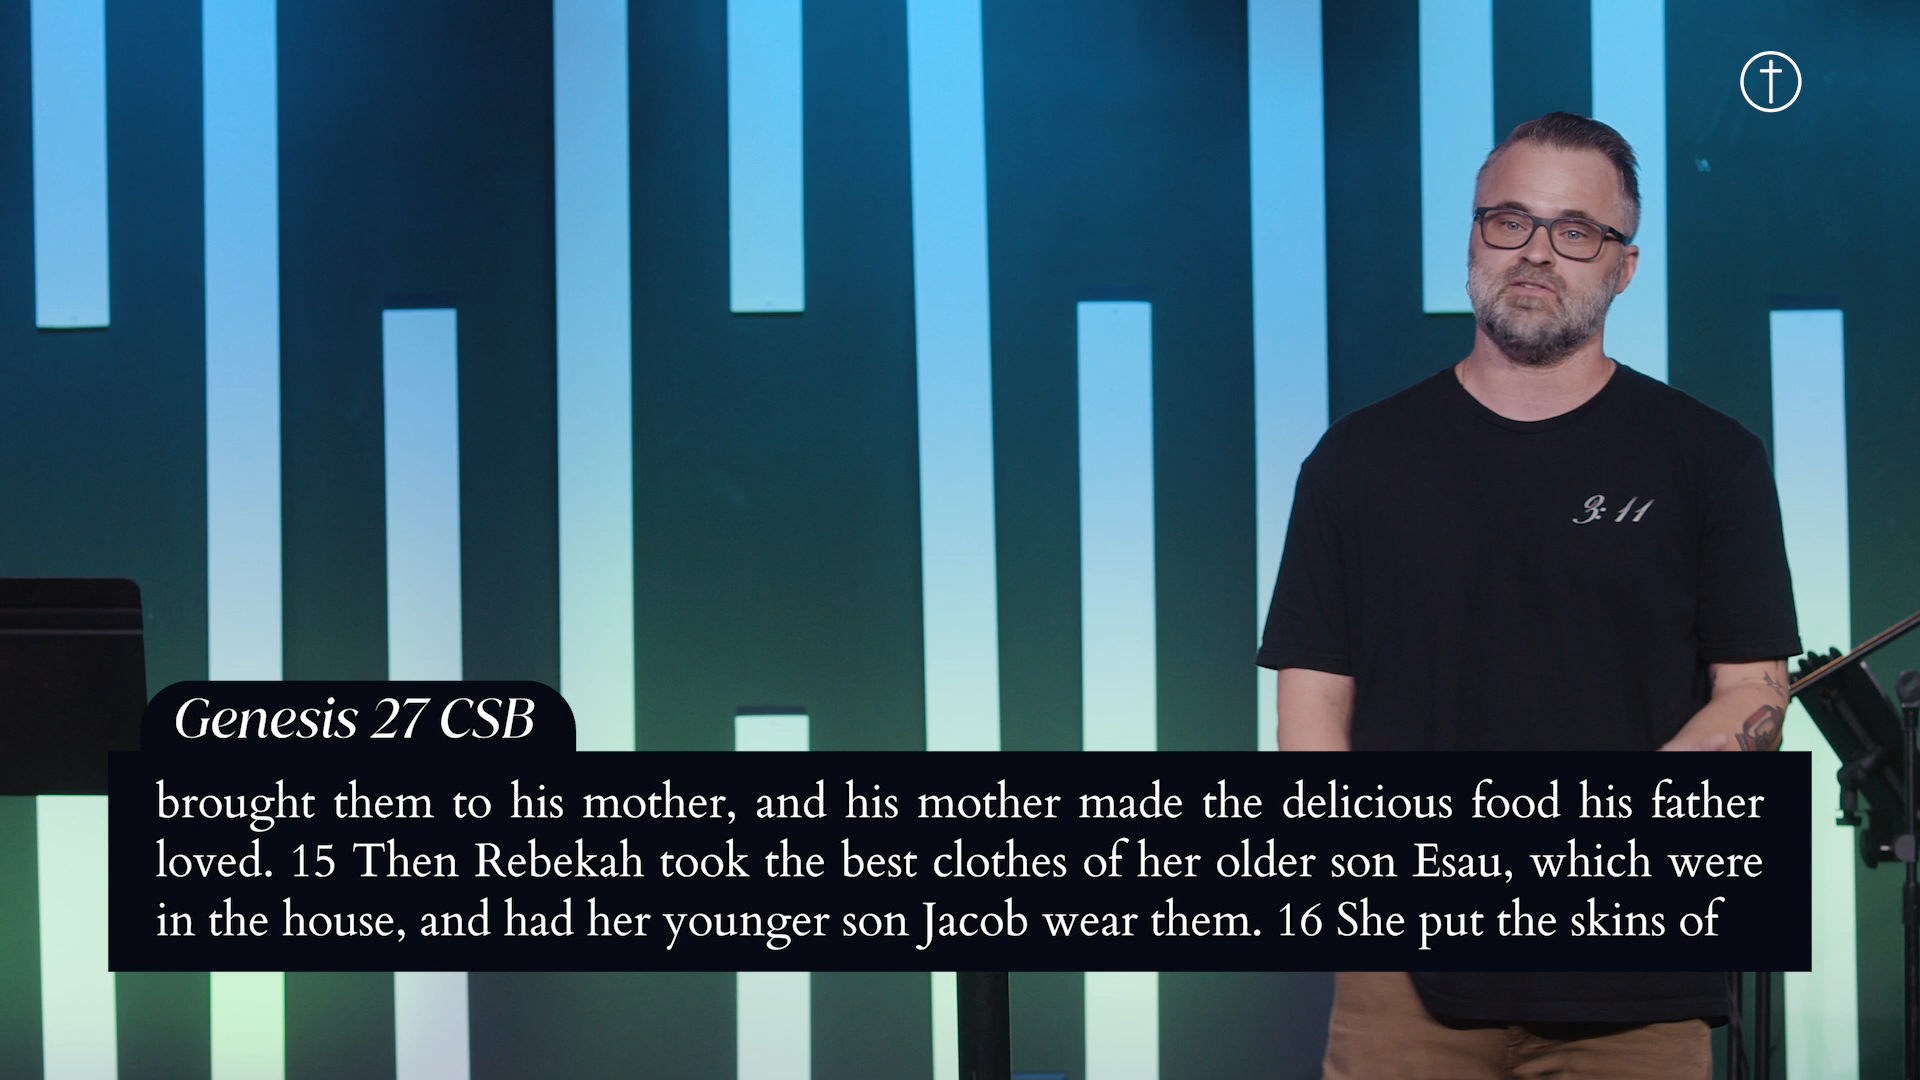 3:11
Genesis 27 CSB
brought them to his mother, and his mother made the delicious food his father
loved. 15 Then Rebekah took the best clothes of her older son Esau, which were
in the house, and had her younger son Jacob wear them. 16 She put the skins of